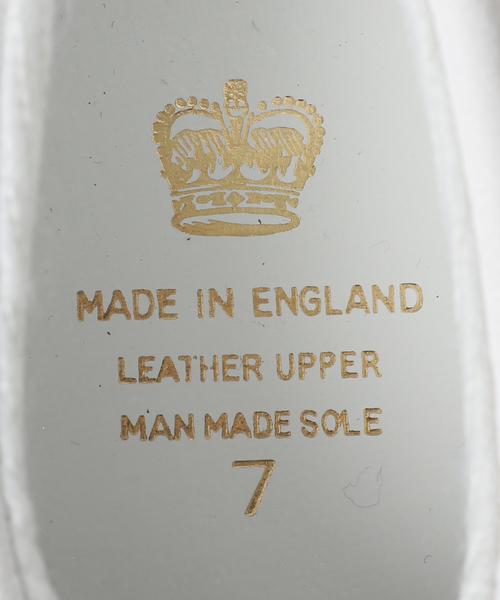 MADE IN ENGLAND
LEATHER UPPER
MAN MADE SOLE
7